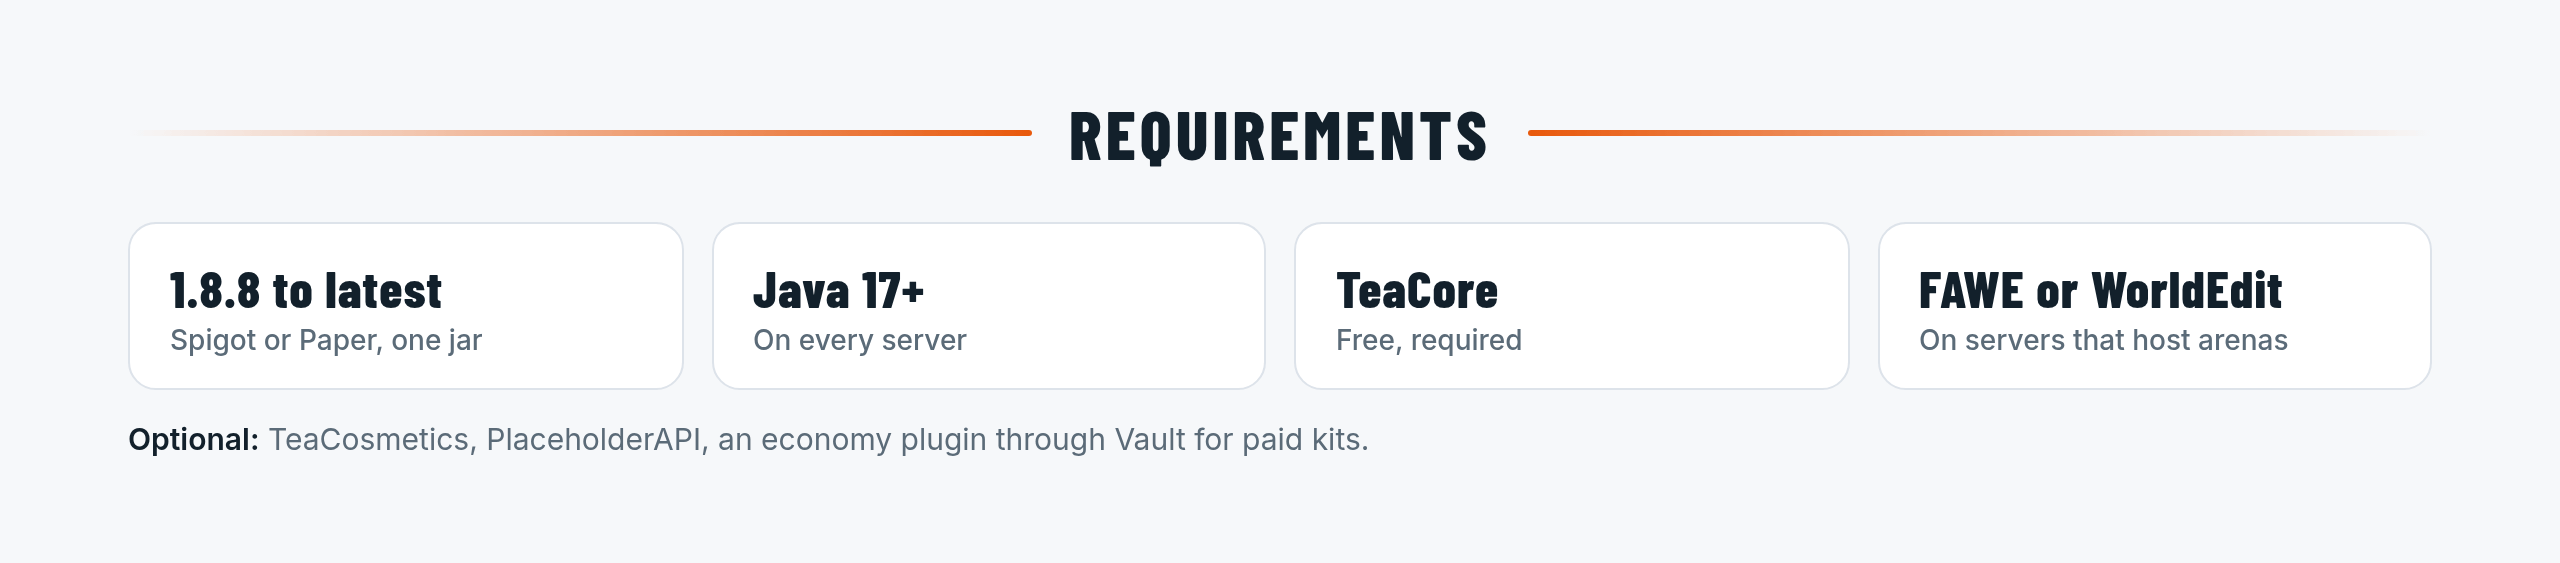 REQUIREMENTS
1.8.8 to latest
Spigot or Paper, one jar
Java 17+
On every server
TeaCore
Free, required
FAWE or WorldEdit
On servers that host arenas
Optional: TeaCosmetics, PlaceholderAPI, an economy plugin through Vault for paid kits.